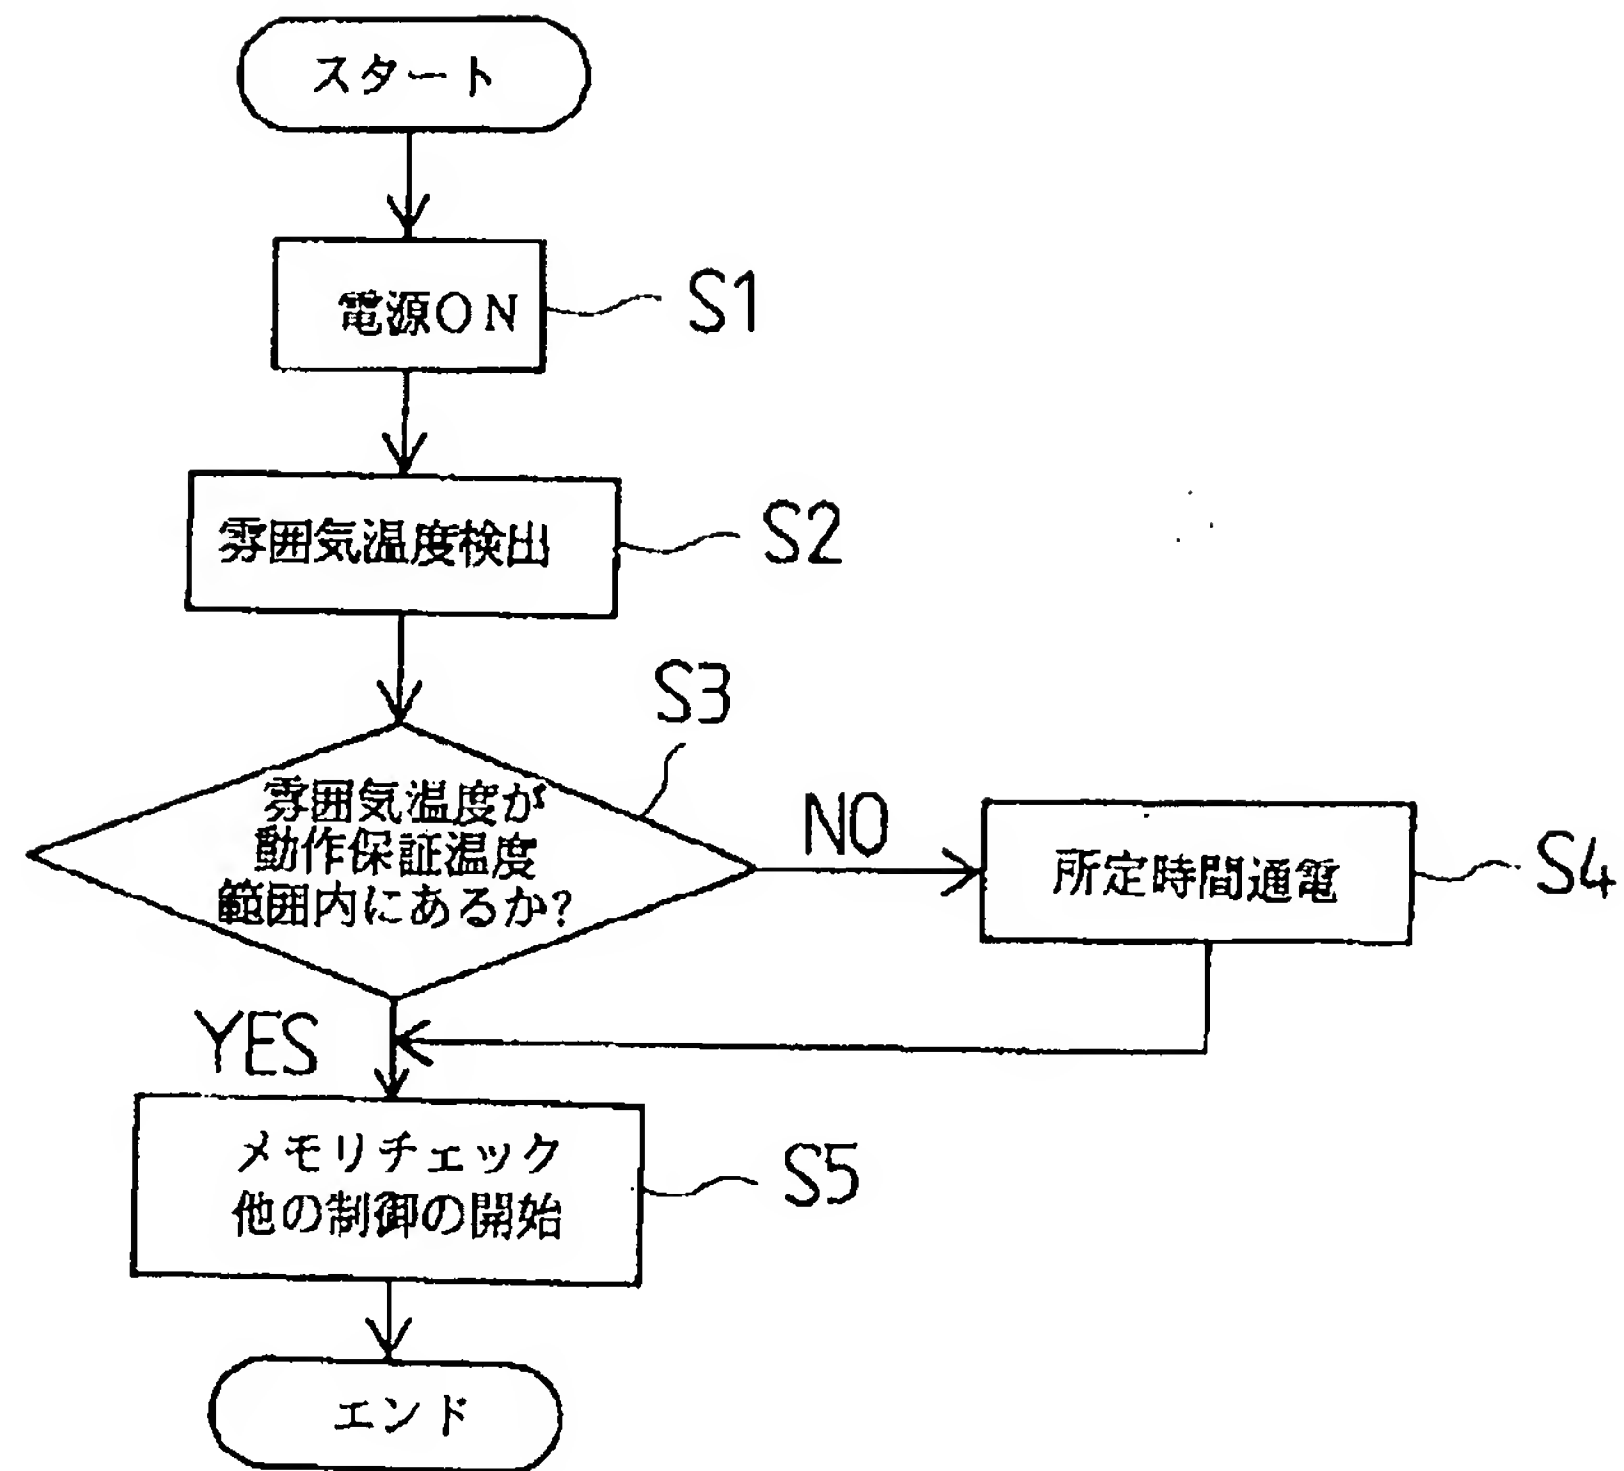 スタート
電源ON
S1
雰囲気温度検出
S2
S3
雰囲気温度が
動作保証温度
範囲内にあるか?
NO
所定時間通電
S4
YES
メモリチェック
他の制御の開始
S5
エンド